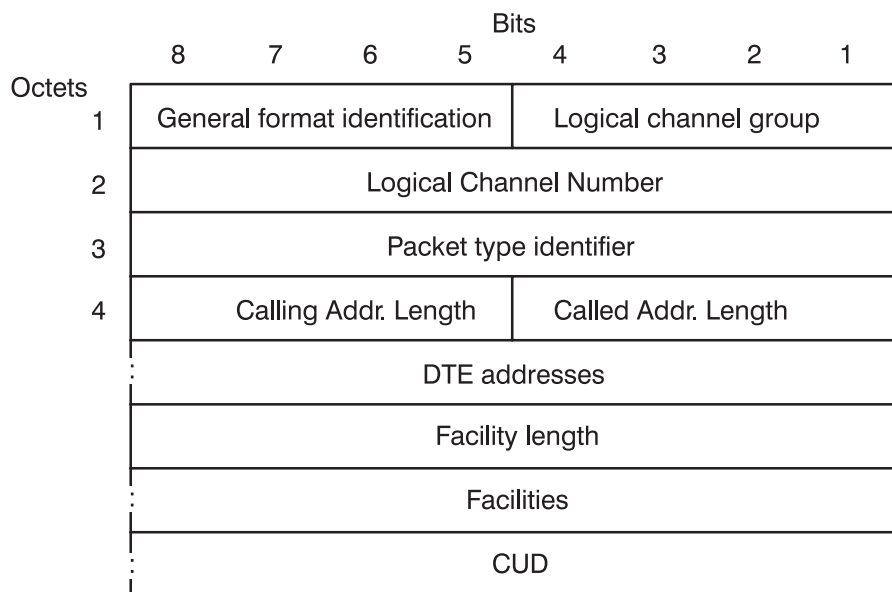 Bits
8 7 6 5 4 3 2 1
Octets
1 General format identification Logical channel group
2 Logical Channel Number
3 Packet type identifier
4 Calling Addr. Length Called Addr. Length
DTE addresses
Facility length
Facilities
CUD